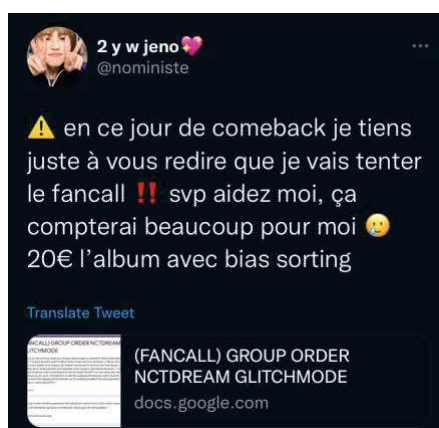 2 y w jeno💖
@noministe
⚠️ en ce jour de comeback je tiens
juste à vous redire que je vais tenter
le fancall ‼️ svp aidez moi, ça
compterai beaucoup pour moi 🥲
20€ l’album avec bias sorting
Translate Tweet
(FANCALL) GROUP ORDER
NCTDREAM GLITCHMODE
docs.google.com